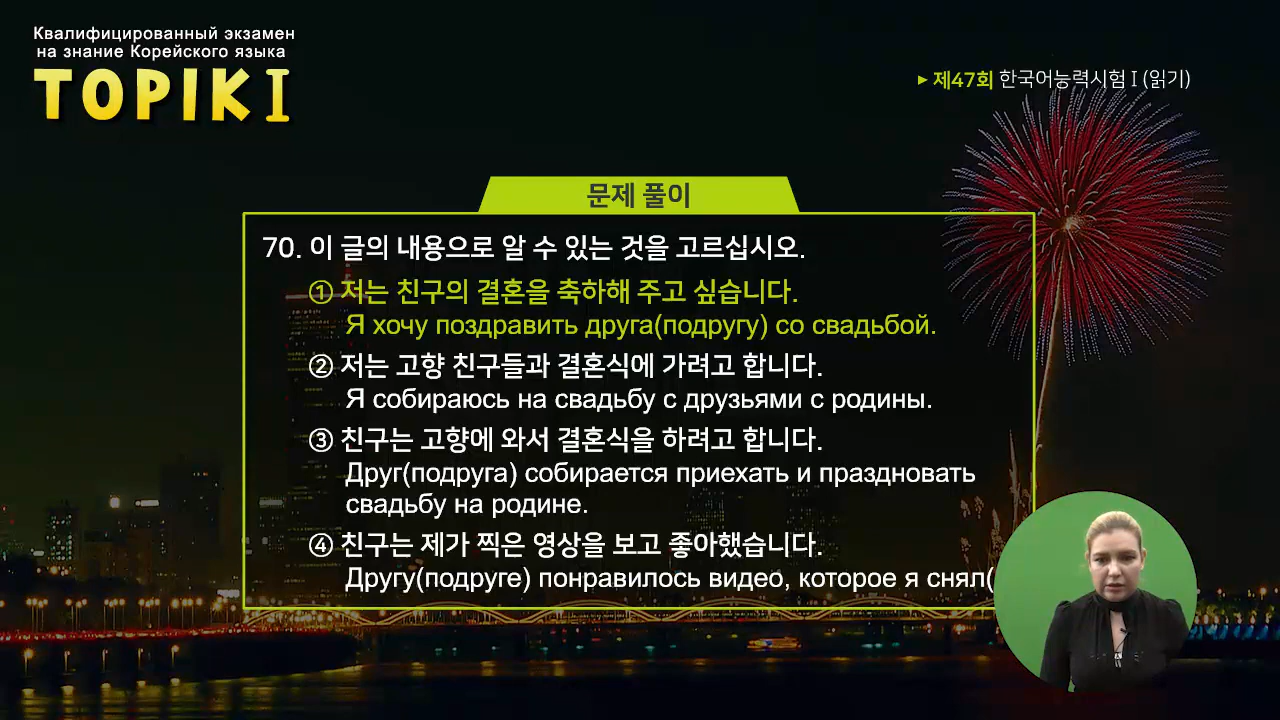 Квалифицированный экзамен
на знание Корейского языка
TOPIK I
▶ 제47회 한국어능력시험 I (읽기)
문제 풀이
70. 이 글의 내용으로 알 수 있는 것을 고르십시오.
① 저는 친구의 결혼을 축하해 주고 싶습니다.
Я хочу поздравить друга(подругу) со свадьбой.
② 저는 고향 친구들과 결혼식에 가려고 합니다.
Я собираюсь на свадьбу с друзьями с родины.
③ 친구는 고향에 와서 결혼식을 하려고 합니다.
Друг(подруга) собирается приехать и праздновать
свадьбу на родине.
④ 친구는 제가 찍은 영상을 보고 좋아했습니다.
Другу(подруге) понравилось видео, которое я снял(